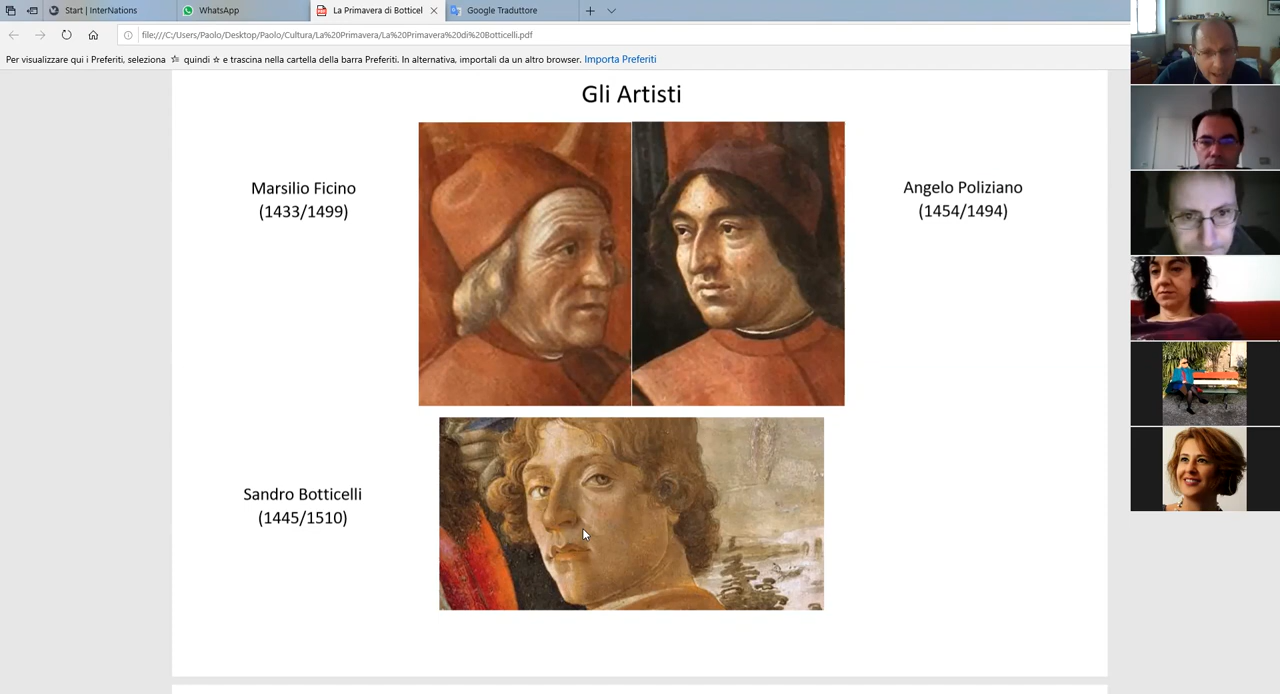 Start | InterNations
WhatsApp
La Primavera di Botticel
Google Traduttore
file:///C:/Users/Paolo/Desktop/Paolo/Cultura/La%20Primavera/La%20Primavera%20di%20Botticelli.pdf
Per visualizzare qui i Preferiti, seleziona quindi e trascina nella cartella della barra Preferiti. In alternativa, importali da un altro browser. Importa Preferiti
Gli Artisti
Marsilio Ficino
(1433/1499)
Angelo Poliziano
(1454/1494)
Sandro Botticelli
(1445/1510)